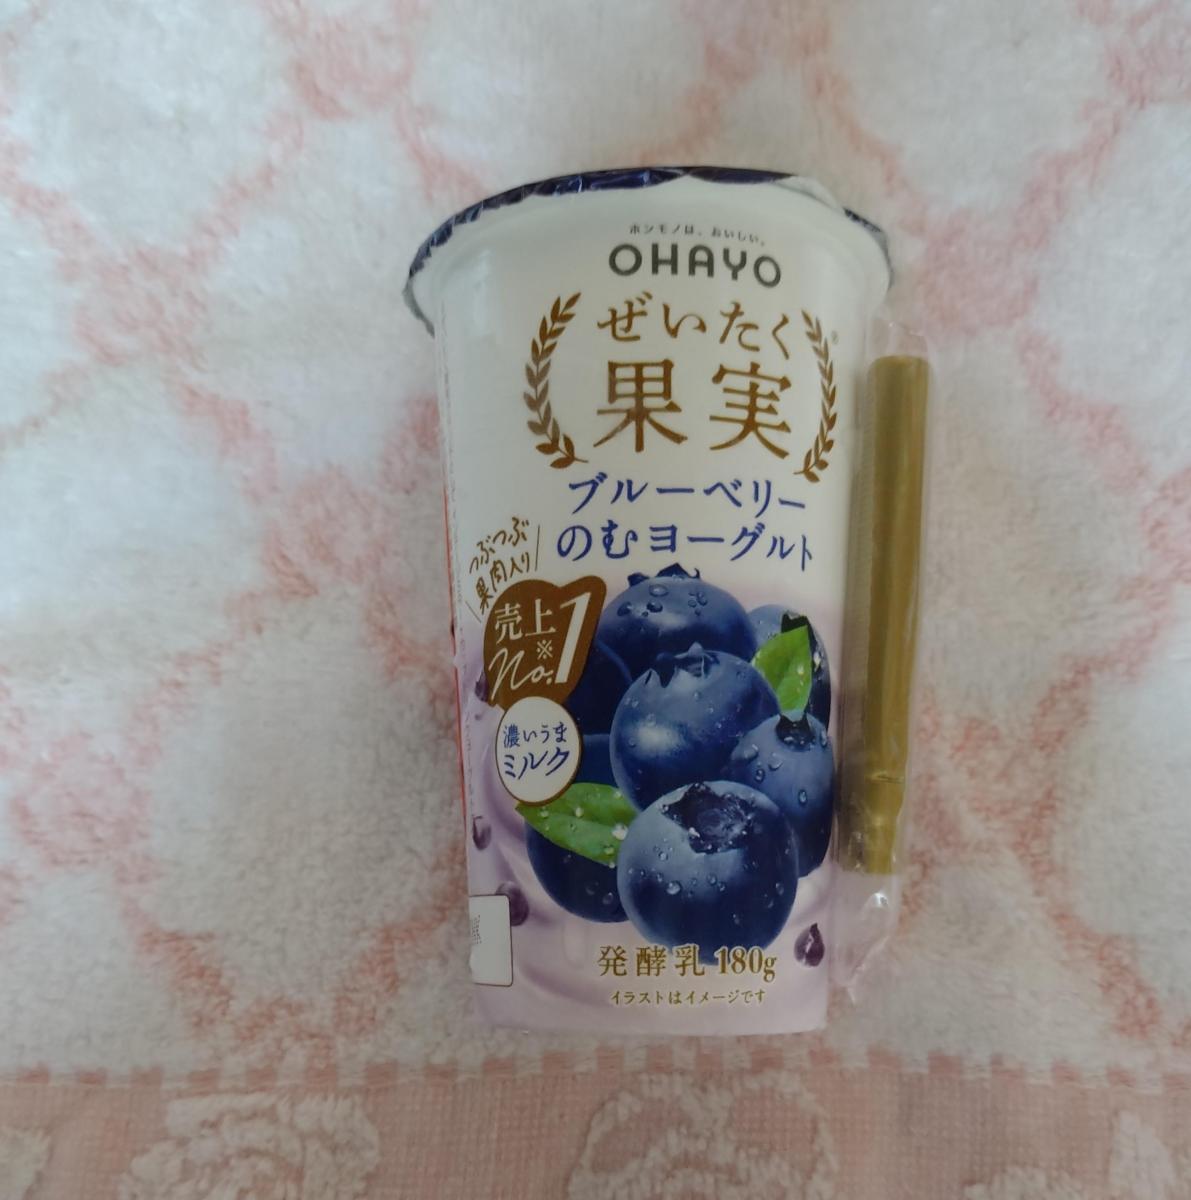 ホンモノは、おいしい。
OHAYO
ぜいたく
果実
®
ブルーベリー
のむヨーグルト
つぶつぶ
果肉入り
売上
No.1
※
濃いうま
ミルク
発酵乳 180g
イラストはイメージです